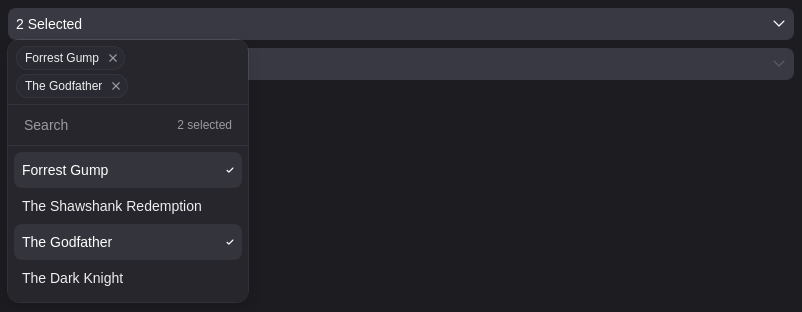 2 Selected
Forrest Gump
The Godfather
Search 2 selected
Forrest Gump
The Shawshank Redemption
The Godfather
The Dark Knight